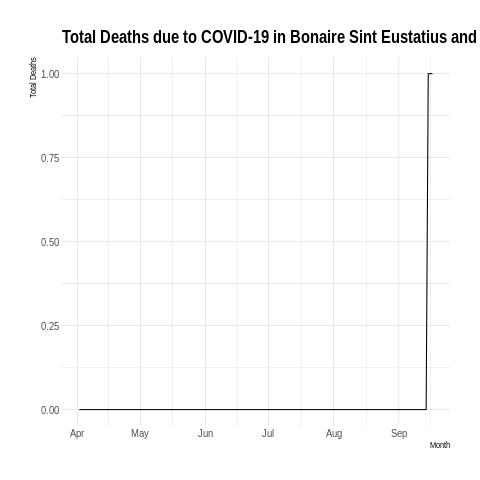 Total Deaths due to COVID-19 in Bonaire Sint Eustatius and
Total Deaths
1.00
0.75
0.50
0.25
0.00
Apr May Jun Jul Aug Sep
Month